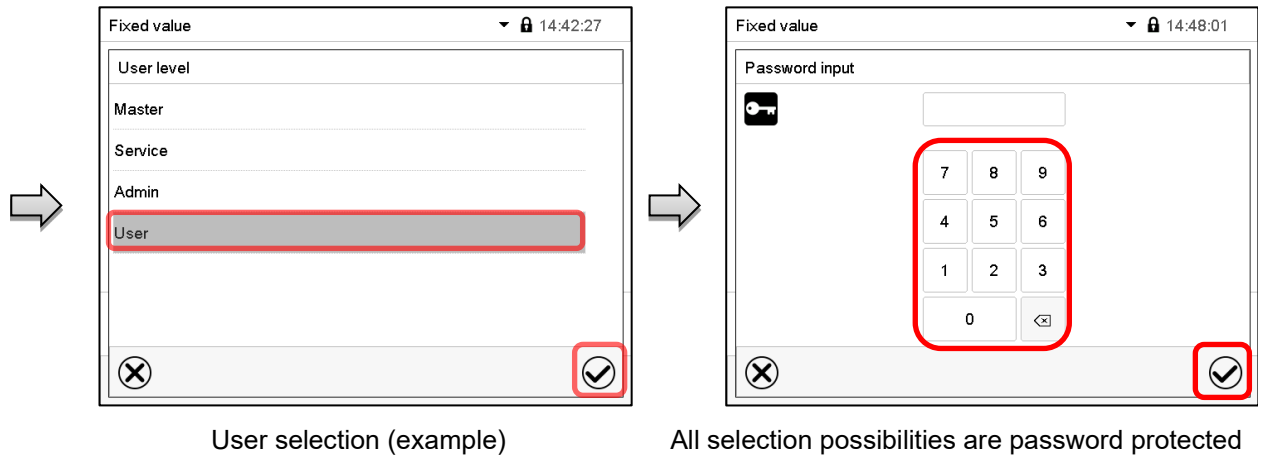 Fixed value 14:42:27
User level
Master
Service
Admin
User
User selection (example)
Fixed value 14:48:01
Password input
7 8 9
4 5 6
1 2 3
0
All selection possibilities are password protected